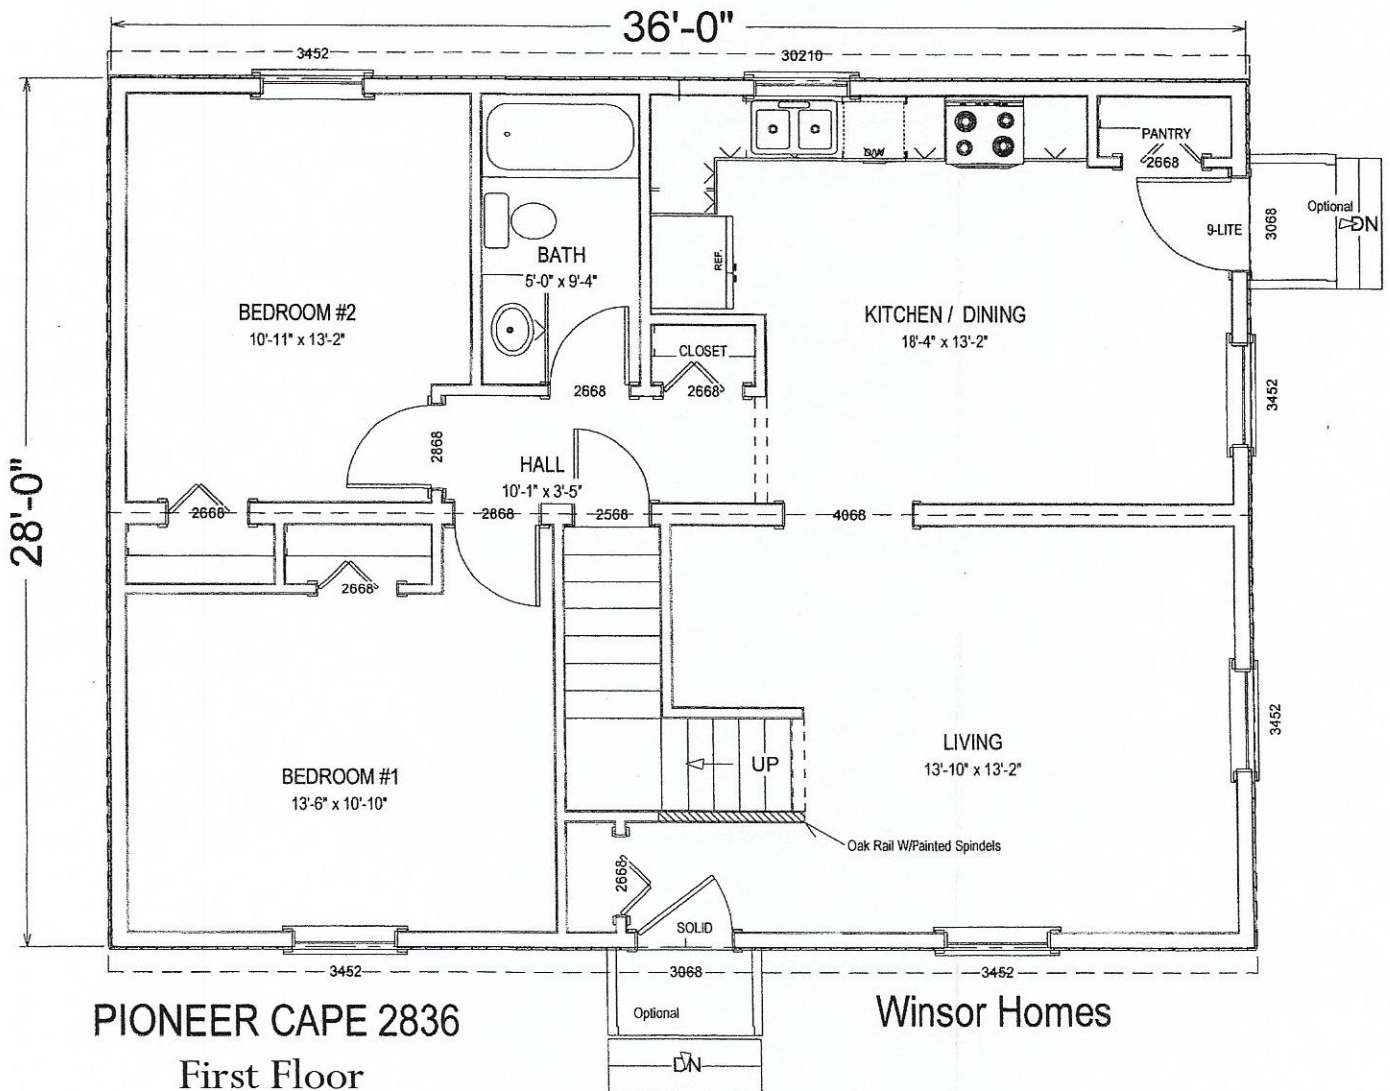 36'-0"
3452
30210
PANTRY
2668
D/W
Optional
DN
9-LITE
3068
REF.
BATH
5'-0" x 9'-4"
BEDROOM #2
10'-11" x 13'-2"
KITCHEN / DINING
18'-4" x 13'-2"
CLOSET
2668
2668
3452
2868
HALL
10'-1" x 3'-5"
28'-0"
2668
2868
2568
4068
2668
3452
LIVING
13'-10" x 13'-2"
UP
BEDROOM #1
13'-6" x 10'-10"
Oak Rail W/Painted Spindels
2668
SOLID
3452
3068
3452
Optional
DN
PIONEER CAPE 2836
First Floor
Winsor Homes